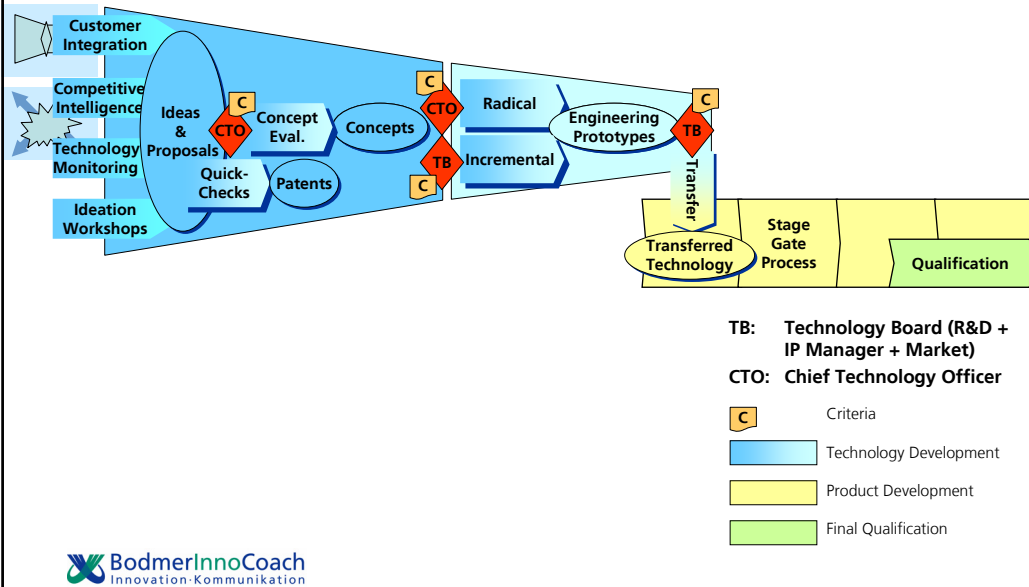 Customer
Integration
Competitive
Intelligence
Technology
Monitoring
Ideation
Workshops
Ideas
&
Proposals
C
CTO
Concept
Eval.
Concepts
Quick-
Checks
Patents
C
CTO
TB
C
Radical
Incremental
Engineering
Prototypes
C
TB
Transfer
Transferred
Technology
Stage
Gate
Process
Qualification
TB: Technology Board (R&D +
IP Manager + Market)
CTO: Chief Technology Officer
C Criteria
Technology Development
Product Development
Final Qualification
BodmerInnoCoach
Innovation·Kommunikation